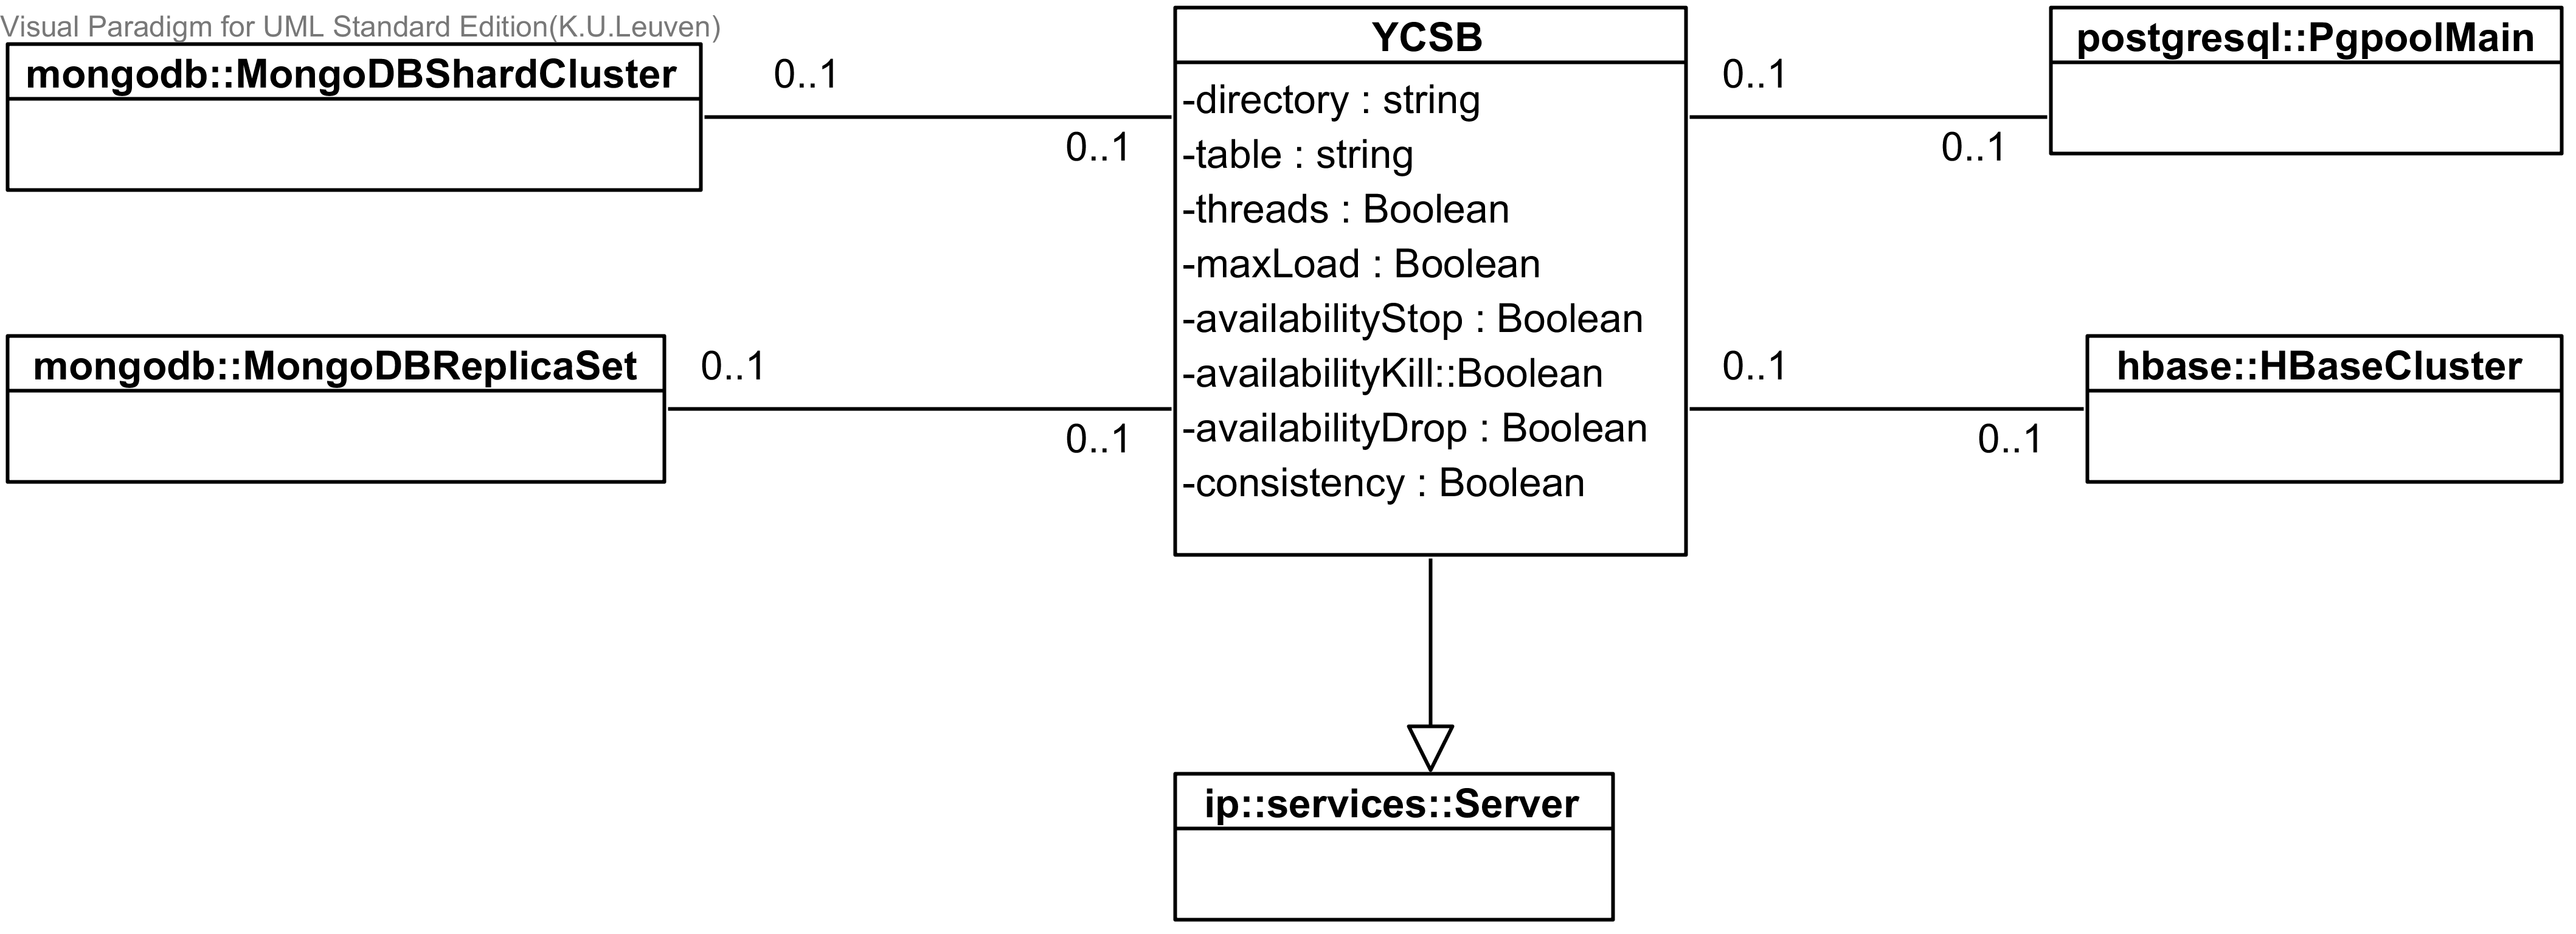 Visual Paradigm for UML Standard Edition(K.U.Leuven)
mongodb::MongoDBShardCluster
0..1
0..1
mongodb::MongoDBReplicaSet
0..1
0..1
YCSB
-directory : string
-table : string
-threads : Boolean
-maxLoad : Boolean
-availabilityStop : Boolean
-availabilityKill::Boolean
-availabilityDrop : Boolean
-consistency : Boolean
0..1
0..1
postgresql::PgpoolMain
0..1
0..1
hbase::HBaseCluster
ip::services::Server